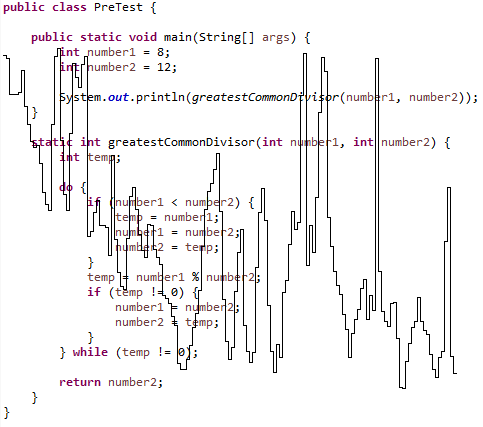 public class PreTest {
public static void main(String[] args) {
int number1 = 8;
int number2 = 12;
System.out.println(greatestCommonDivisor(number1, number2));
}
static int greatestCommonDivisor(int number1, int number2) {
int temp;
do {
if (number1 < number2) {
temp = number1;
number1 = number2;
number2 = temp;
}
temp = number1 % number2;
if (temp != 0) {
number1 = number2;
number2 = temp;
}
} while (temp != 0);
return number2;
}
}